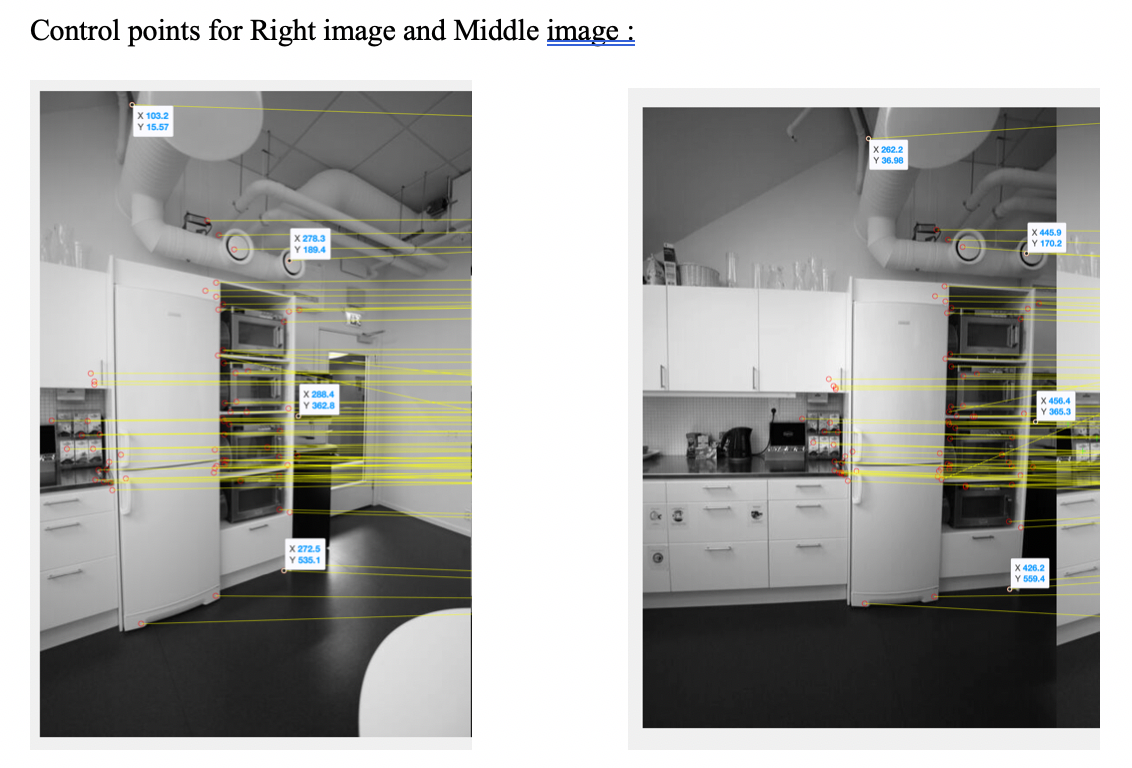 Control points for Right image and Middle image :
X 103.2
Y 15.57
X 278.3
Y 189.4
X 288.4
Y 362.8
X 272.5
Y 535.1
X 262.2
Y 36.98
X 445.9
Y 170.2
X 456.4
Y 365.3
X 426.2
Y 559.4